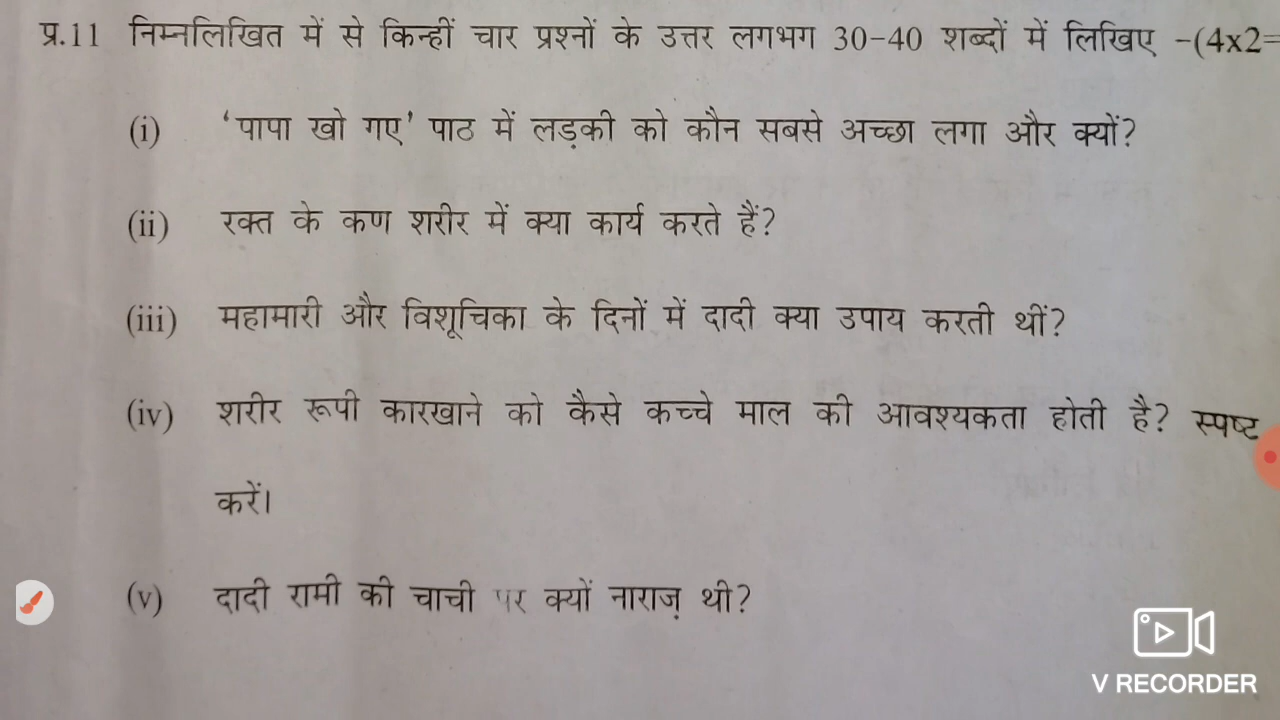 प्र.11 निम्नलिखित में से किन्हीं चार प्रश्नों के उत्तर लगभग 30-40 शब्दों में लिखिए -(4x2=
(i) 'पापा खो गए' पाठ में लड़की को कौन सबसे अच्छा लगा और क्यों?
(ii) रक्त के कण शरीर में क्या कार्य करते हैं?
(iii) महामारी और विशूचिका के दिनों में दादी क्या उपाय करती थीं?
(iv) शरीर रूपी कारखाने को कैसे कच्चे माल की आवश्यकता होती है? स्पष्ट
करें।
(v) दादी रामी की चाची पर क्यों नाराज़ थी?
V RECORDER